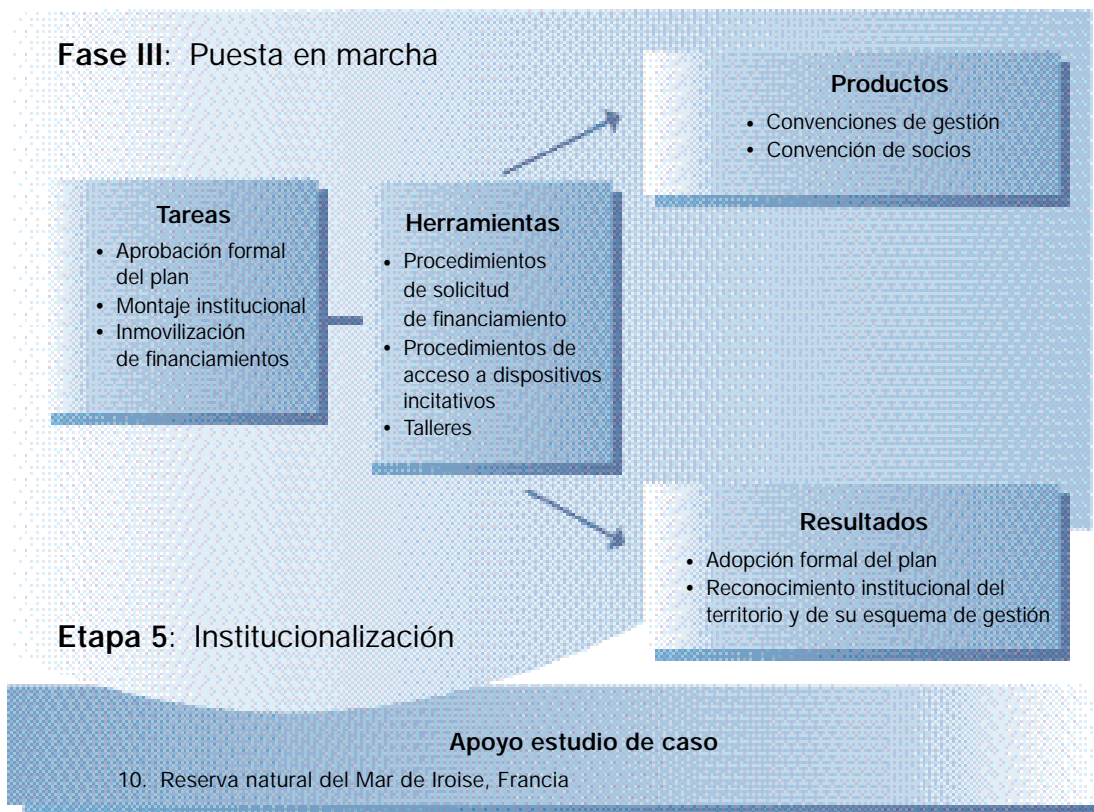 Fase III: Puesta en marcha
Productos
• Convenciones de gestión
• Convención de socios
Tareas
• Aprobación formal
del plan
• Montaje institucional
• Inmovilización
de financiamientos
Herramientas
• Procedimientos
de solicitud
de financiamiento
• Procedimientos de
acceso a dispositivos
incitativos
• Talleres
Resultados
• Adopción formal del plan
• Reconocimiento institucional del
territorio y de su esquema de gestión
Etapa 5: Institucionalización
Apoyo estudio de caso
10. Reserva natural del Mar de Iroise, Francia